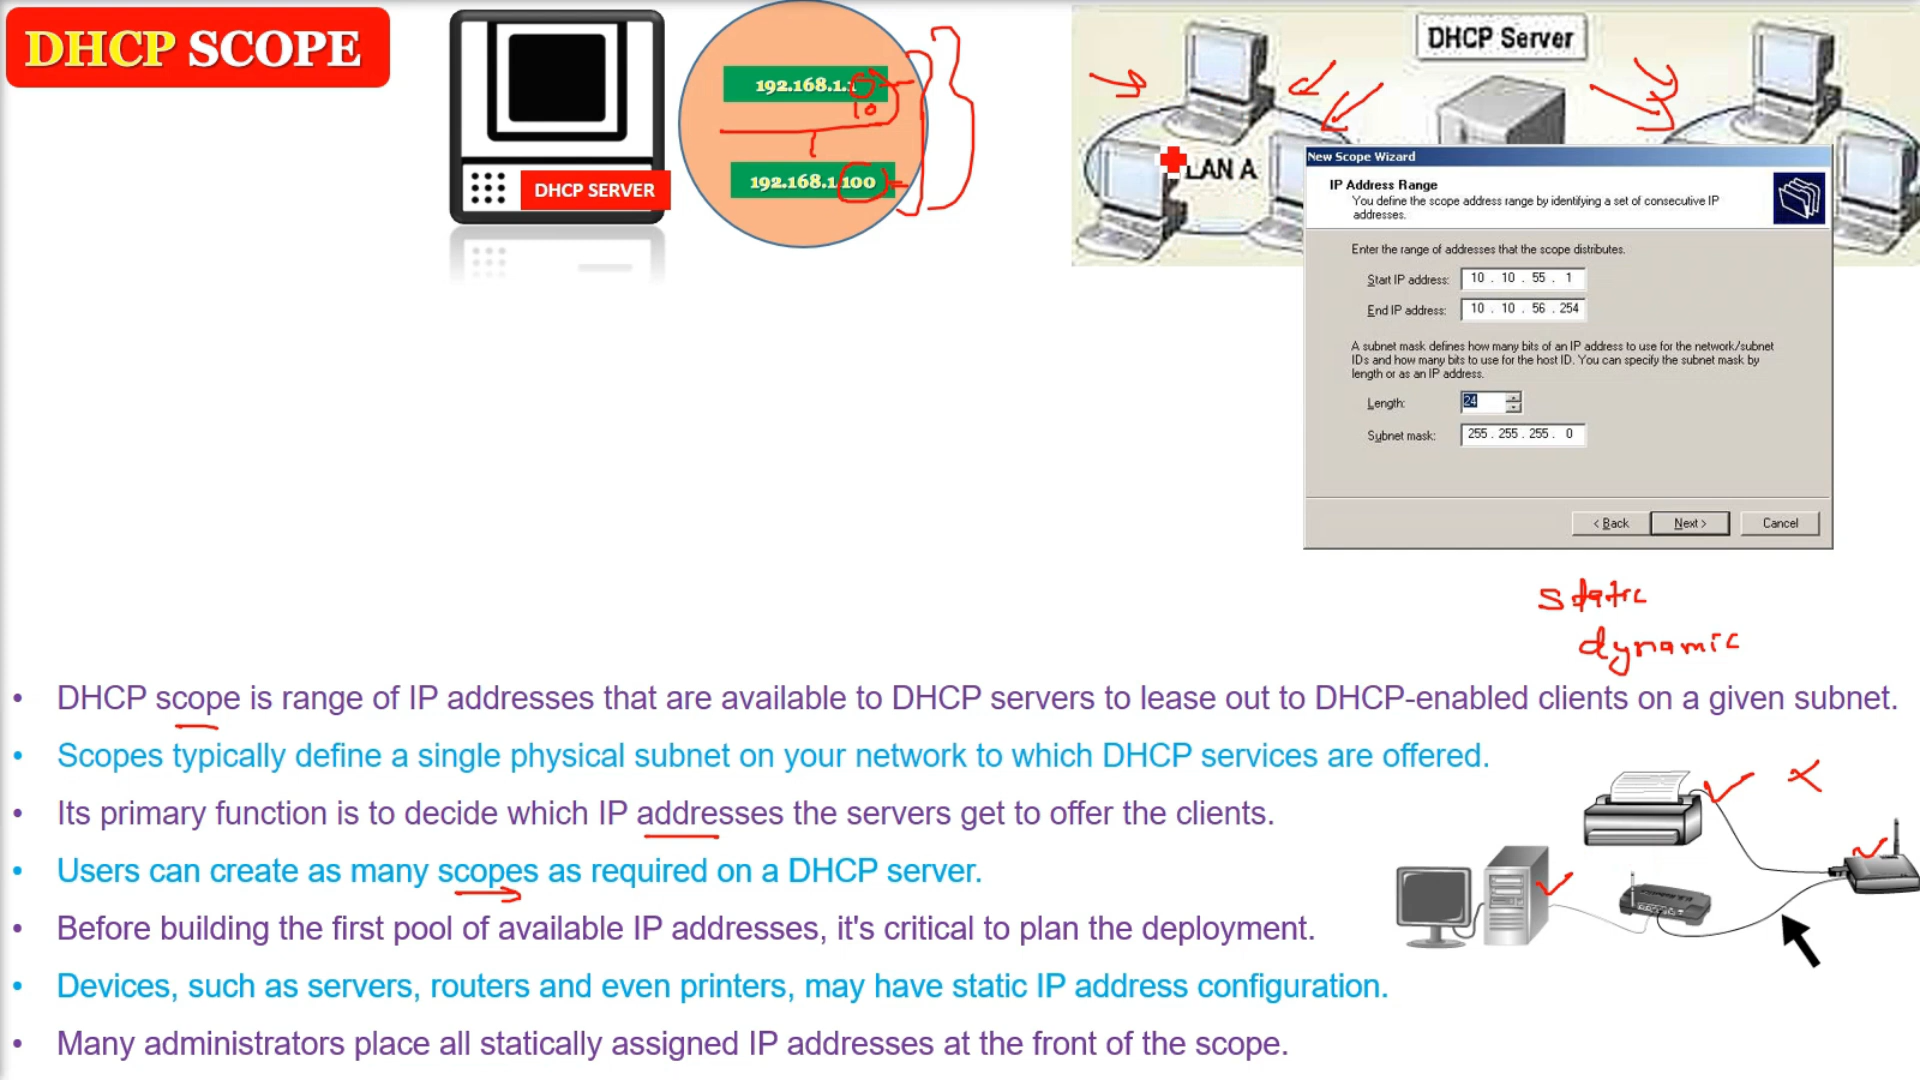 DHCP SCOPE
DHCP SERVER
192.168.1.1
10
192.168.1.100
DHCP Server
LAN A
New Scope Wizard
IP Address Range
You define the scope address range by identifying a set of consecutive IP
addresses.
Enter the range of addresses that the scope distributes.
Start IP address: 10 . 10 . 55 . 1
End IP address: 10 . 10 . 56 . 254
A subnet mask defines how many bits of an IP address to use for the network/subnet
IDs and how many bits to use for the host ID. You can specify the subnet mask by
length or as an IP address.
Length: 24
Subnet mask: 255 . 255 . 255 . 0
< Back Next > Cancel
static
dynamic
• DHCP scope is range of IP addresses that are available to DHCP servers to lease out to DHCP-enabled clients on a given subnet.
• Scopes typically define a single physical subnet on your network to which DHCP services are offered.
• Its primary function is to decide which IP addresses the servers get to offer the clients.
• Users can create as many scopes as required on a DHCP server.
• Before building the first pool of available IP addresses, it's critical to plan the deployment.
• Devices, such as servers, routers and even printers, may have static IP address configuration.
• Many administrators place all statically assigned IP addresses at the front of the scope.